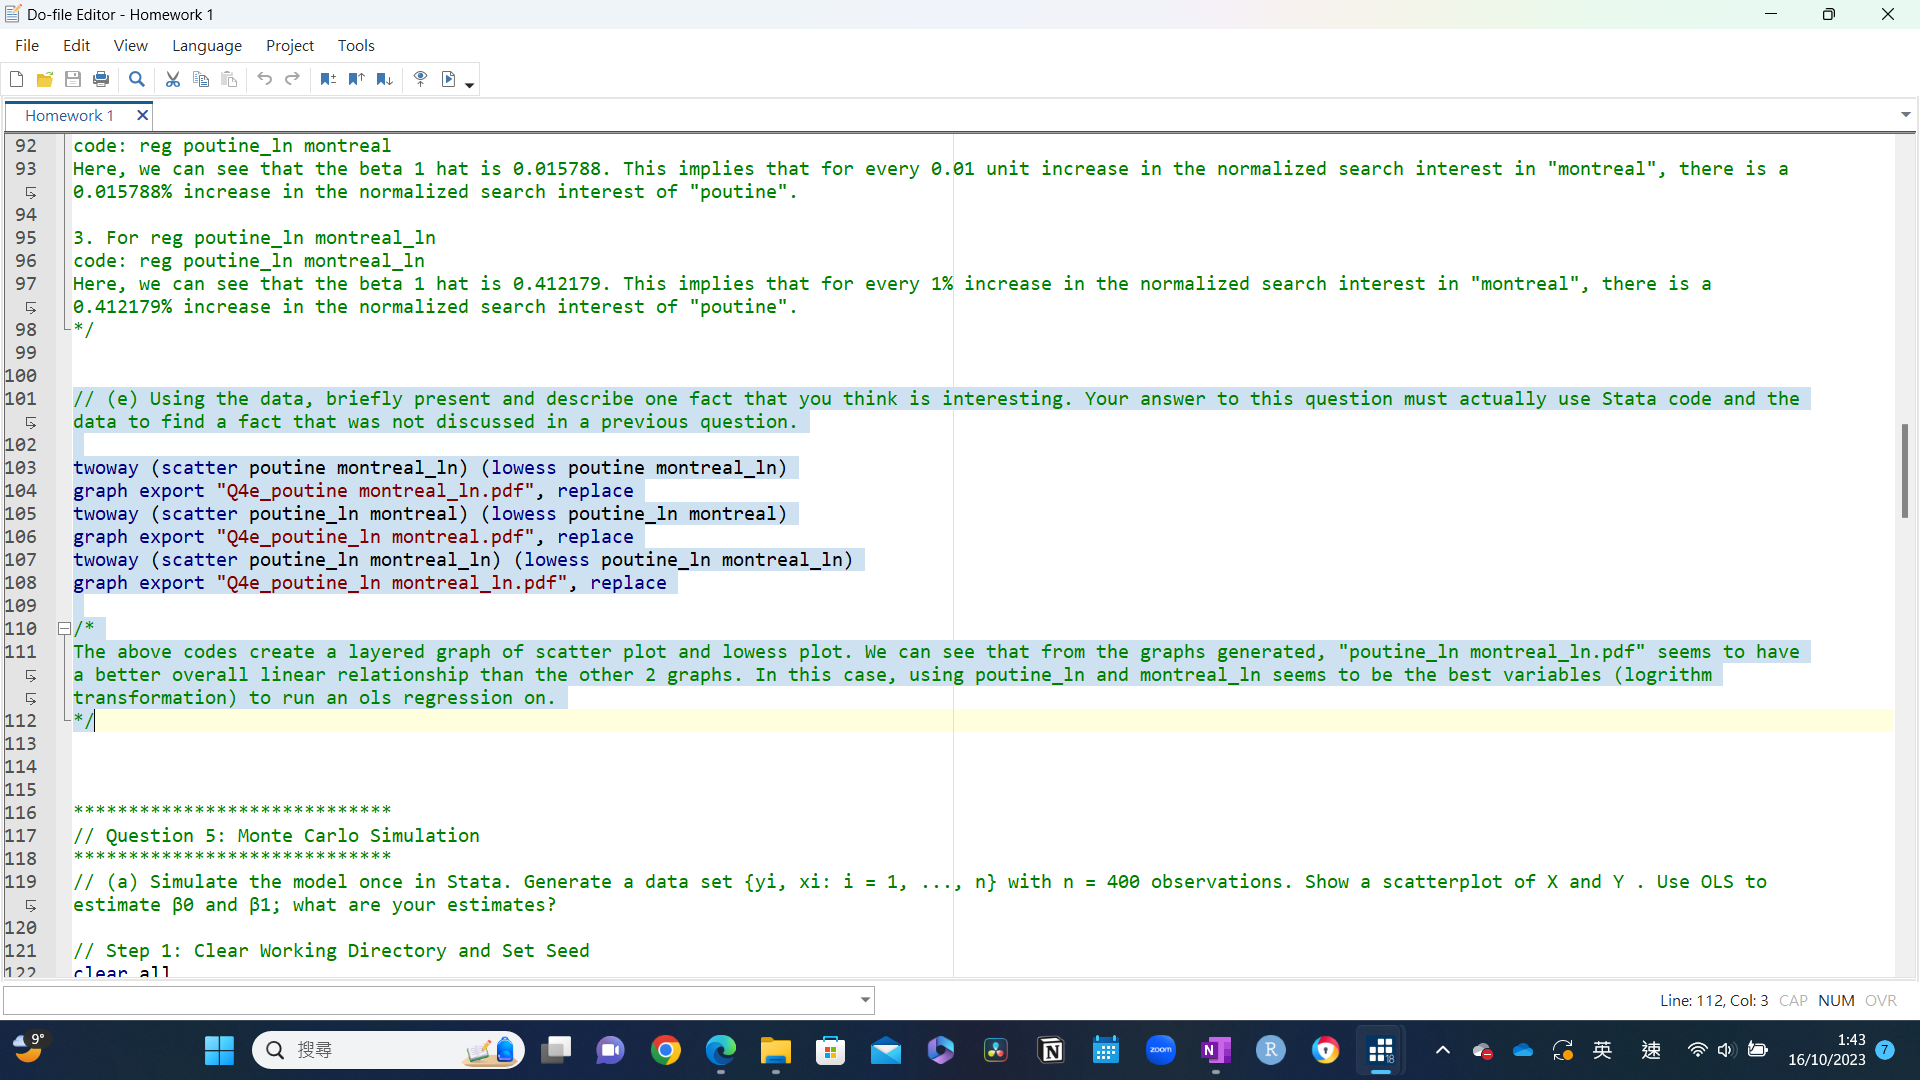 Do-file Editor - Homework 1
File Edit View Language Project Tools
Homework 1
92 code: reg poutine_ln montreal
93 Here, we can see that the beta 1 hat is 0.015788. This implies that for every 0.01 unit increase in the normalized search interest in "montreal", there is a
0.015788% increase in the normalized search interest of "poutine".
94
95 3. For reg poutine_ln montreal_ln
96 code: reg poutine_ln montreal_ln
97 Here, we can see that the beta 1 hat is 0.412179. This implies that for every 1% increase in the normalized search interest in "montreal", there is a
0.412179% increase in the normalized search interest of "poutine".
98 */
99
100
101 // (e) Using the data, briefly present and describe one fact that you think is interesting. Your answer to this question must actually use Stata code and the
data to find a fact that was not discussed in a previous question.
102
103 twoway (scatter poutine montreal_ln) (lowess poutine montreal_ln)
104 graph export "Q4e_poutine montreal_ln.pdf", replace
105 twoway (scatter poutine_ln montreal) (lowess poutine_ln montreal)
106 graph export "Q4e_poutine_ln montreal.pdf", replace
107 twoway (scatter poutine_ln montreal_ln) (lowess poutine_ln montreal_ln)
108 graph export "Q4e_poutine_ln montreal_ln.pdf", replace
109
110 /*
111 The above codes create a layered graph of scatter plot and lowess plot. We can see that from the graphs generated, "poutine_ln montreal_ln.pdf" seems to have
a better overall linear relationship than the other 2 graphs. In this case, using poutine_ln and montreal_ln seems to be the best variables (logrithm
transformation) to run an ols regression on.
112 */
113
114
115
116 *****************************
117 // Question 5: Monte Carlo Simulation
118 *****************************
119 // (a) Simulate the model once in Stata. Generate a data set {yi, xi: i = 1, ..., n} with n = 400 observations. Show a scatterplot of X and Y . Use OLS to
estimate β0 and β1; what are your estimates?
120
121 // Step 1: Clear Working Directory and Set Seed
122 clear all
Line: 112, Col: 3 CAP NUM OVR
9° 搜尋 zoom N R 18 英 速 1:43 7
16/10/2023